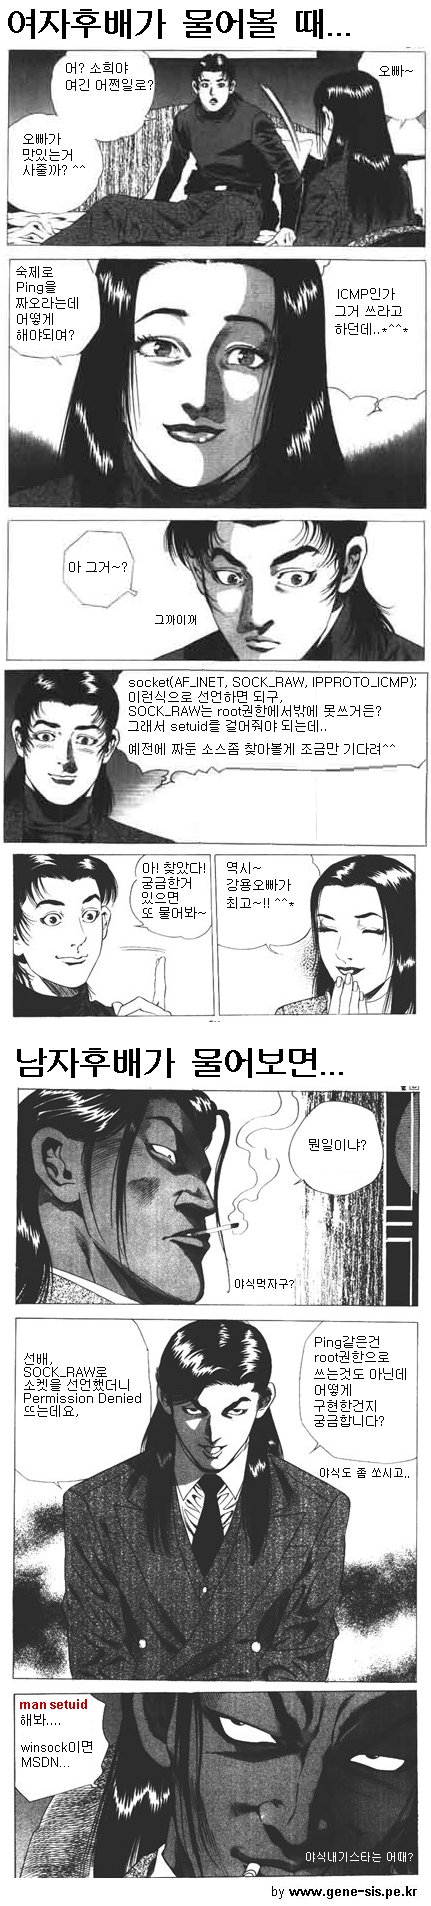 여자후배가 물어볼 때...
어? 소희야
여긴 어쩐일로?
오빠~
오빠가
맛있는거
사줄까? ^^
숙제로
Ping을
짜오라는데
어떻게
해야되여?
ICMP인가
그거 쓰라고
하던데..*^^*
아 그거~?
그까이꺼
socket(AF_INET, SOCK_RAW, IPPROTO_ICMP);
이런식으로 선언하면 되구,
SOCK_RAW는 root권한에서밖에 못쓰거든?
그래서 setuid를 걸어줘야 되는데..
예전에 짜둔 소스좀 찾아볼게 조금만 기다려^^
아! 찾았다!
궁금한거
있으면
또 물어봐~
역시~
강용오빠가
최고~!! ^^*
남자후배가 물어보면...
뭔일이냐?
야식먹자구?
선배,
SOCK_RAW로
소켓을 선언했더니
Permission Denied
뜨는데요,
Ping같은건
root권한으로
쓰는것도 아닌데
어떻게
구현한건지
궁금합니다?
야식도 좀 쏘시고..
man setuid
해봐....
winsock이면
MSDN...
야식내기스타는 어때?
by www.gene-sis.pe.kr